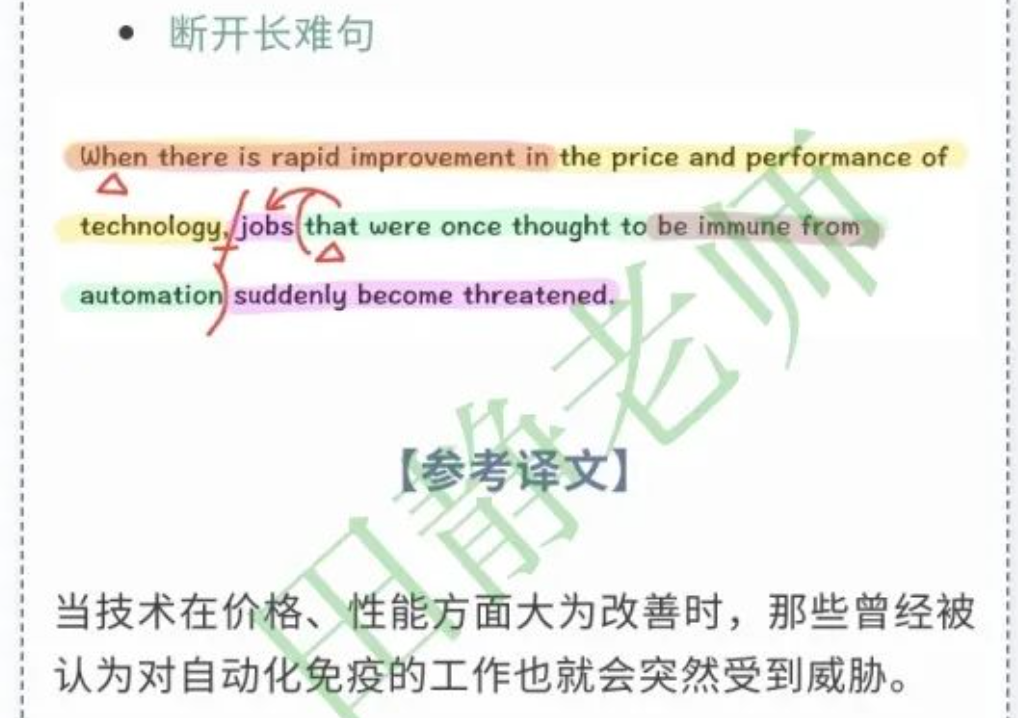 断开长难句
When there is rapid improvement in the price and performance of
technology, jobs that were once thought to be immune from
automation suddenly become threatened.
【参考译文】
当技术在价格、性能方面大为改善时，那些曾经被
认为对自动化免疫的工作也就会突然受到威胁。
田静老师